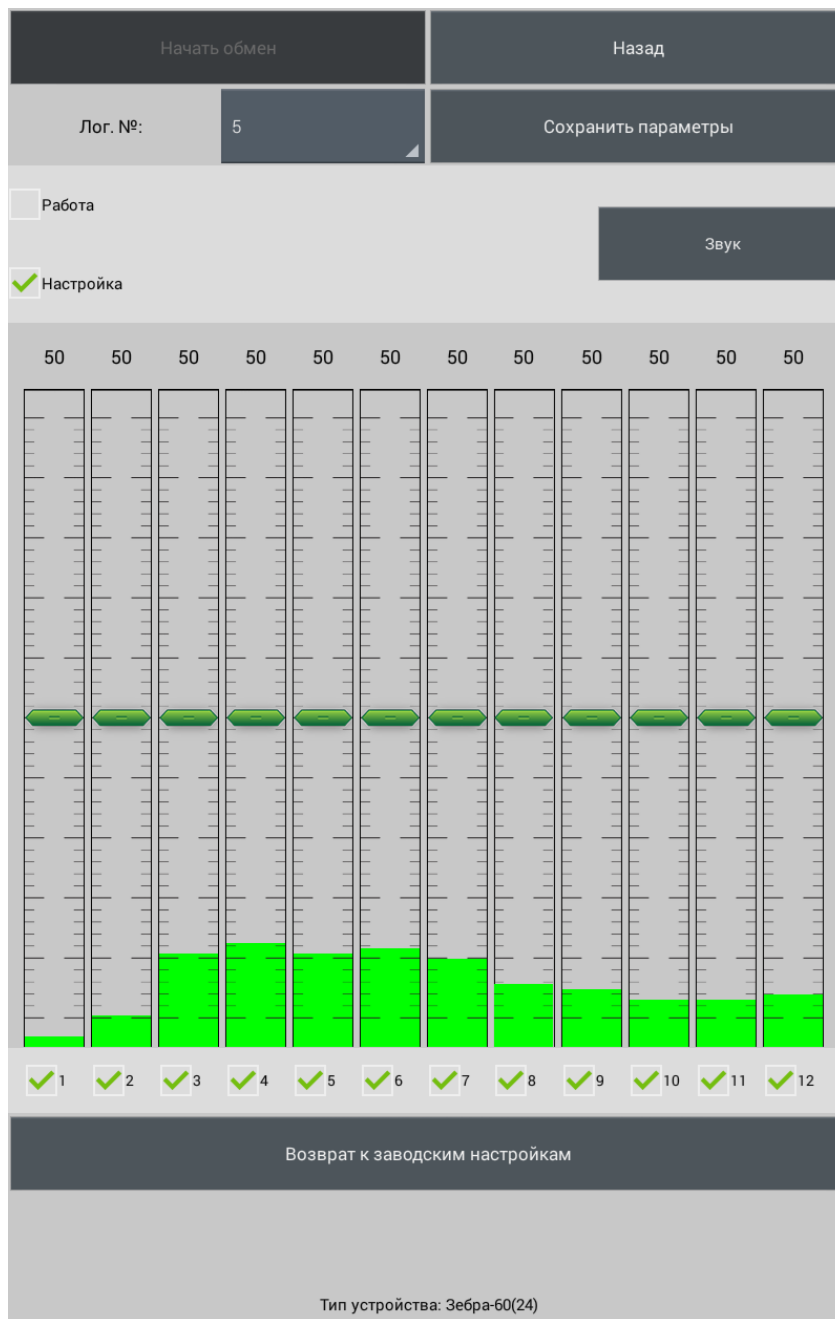 Начать обмен
Назад
Лог. №:
5
Сохранить параметры
Работа
Звук
Настройка
50 50 50 50 50 50 50 50 50 50 50 50
1 2 3 4 5 6 7 8 9 10 11 12
Возврат к заводским настройкам
Тип устройства: Зебра-60(24)